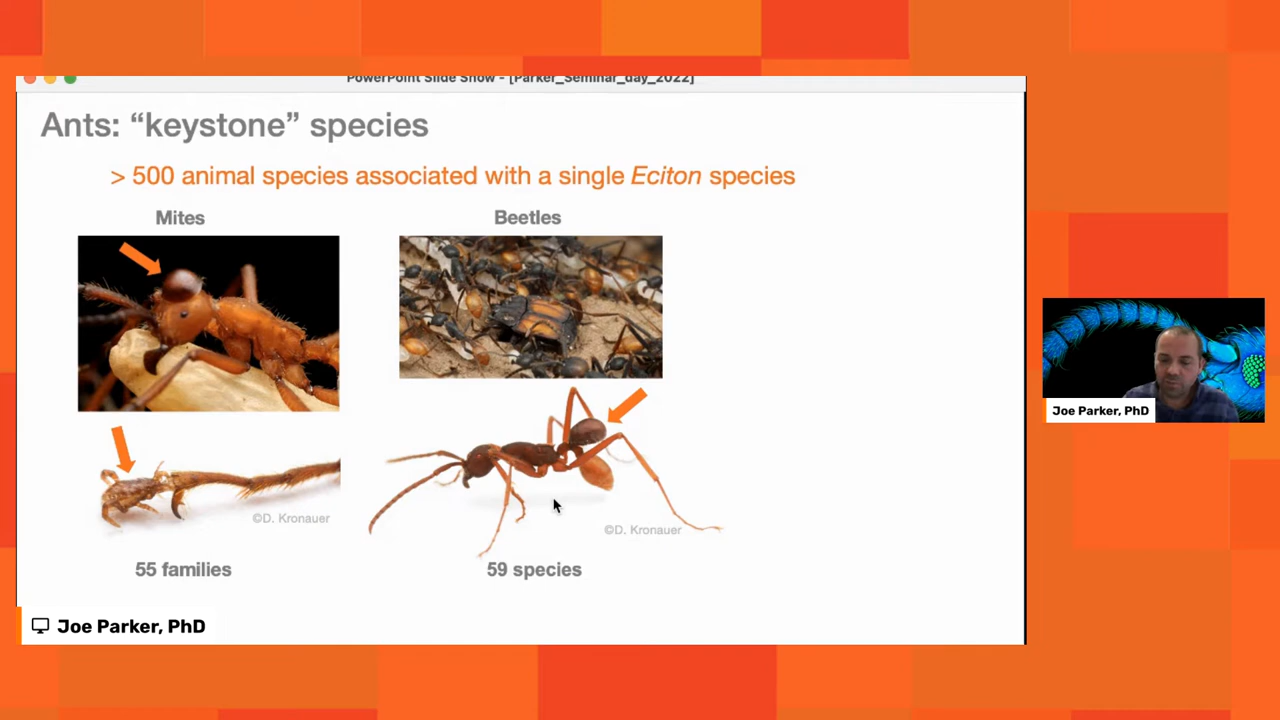 PowerPoint Slide Show - [Parker_Seminar_day_2022]
Ants: “keystone” species
> 500 animal species associated with a single Eciton species
Mites
Beetles
©D. Kronauer
©D. Kronauer
55 families
59 species
Joe Parker, PhD
Joe Parker, PhD